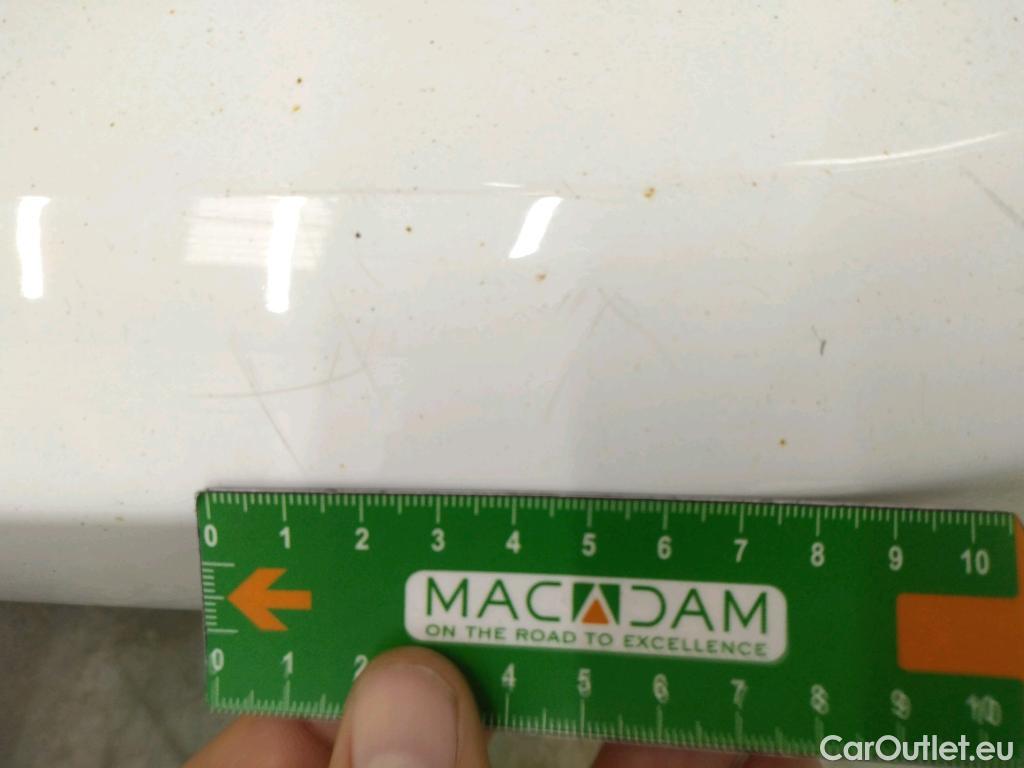 0 1 2 3 4 5 6 7 8 9 10
MACADAM
ON THE ROAD TO EXCELLENCE
0 1 2 4 5 6 7 8 9 10
CarOutlet.eu